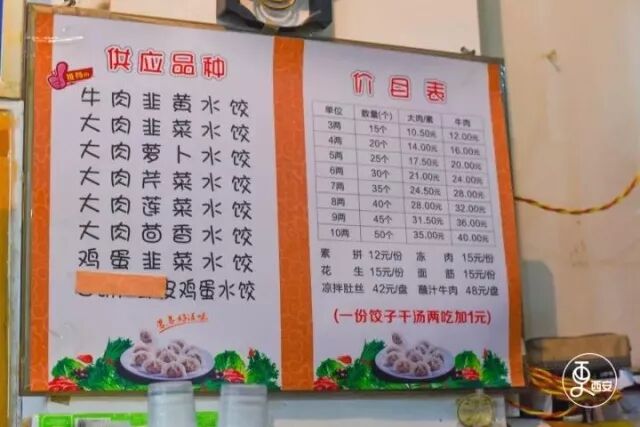 推荐
供应品种
牛肉韭黄水饺
大肉韭菜水饺
大肉萝卜水饺
大肉芹菜水饺
大肉莲菜水饺
大肉茴香水饺
鸡蛋韭菜水饺
皮鸡蛋水饺
价目表
单位 数量(个) 大肉/素 牛肉
3两 15个 10.50元 12.00元
4两 20个 14.00元 16.00元
5两 25个 17.50元 20.00元
6两 30个 21.00元 24.00元
7两 35个 24.50元 28.00元
8两 40个 28.00元 32.00元
9两 45个 31.50元 36.00元
10两 50个 35.00元 40.00元
素拼 12元/份 冻肉 15元/份
花生 15元/份 面筋 15元/份
凉拌肚丝 42元/盘 蘸汁牛肉 48元/盘
(一份饺子干汤两吃加1元)
西安